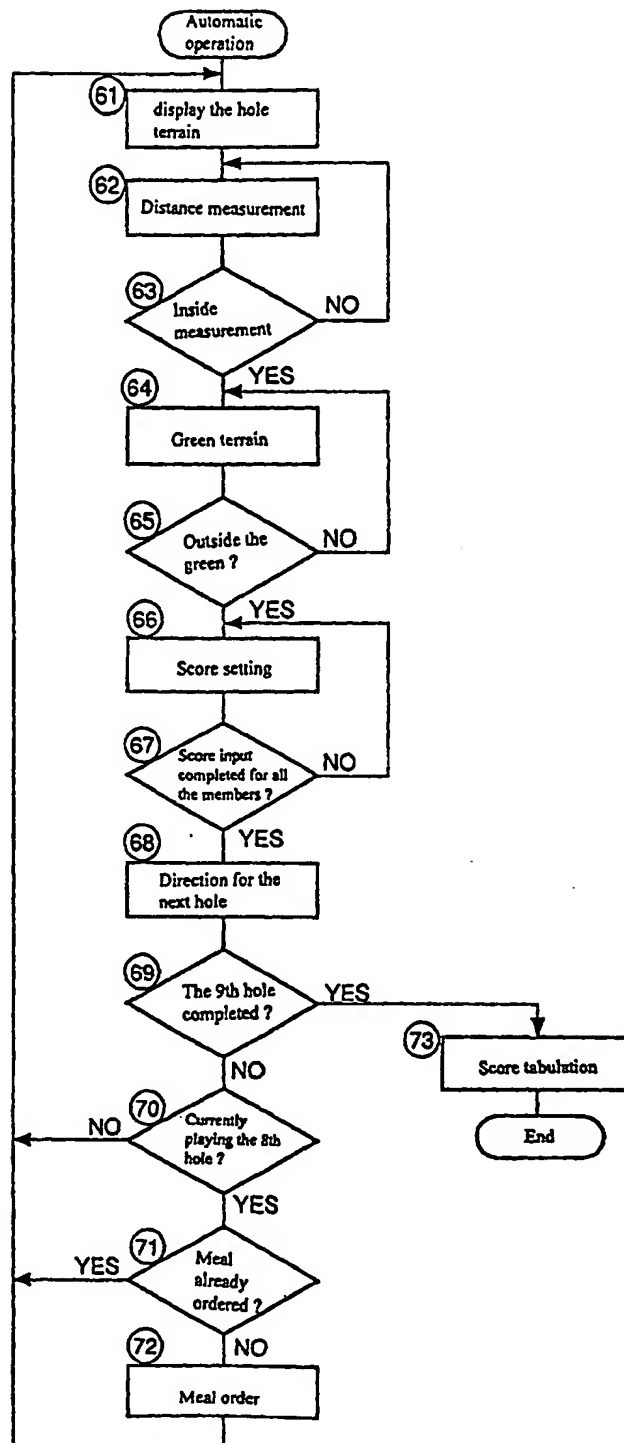 Automatic
operation
61
display the hole
terrain
62
Distance measurement
63
Inside
measurement
NO
YES
64
Green terrain
65
Outside the
green ?
NO
YES
66
Score setting
67
Score input
completed for all
the members ?
NO
YES
68
Direction for the
next hole
69
The 9th hole
completed ?
YES
NO
73
Score tabulation
End
70
Currently
playing the 8th
hole ?
NO
YES
71
Meal
already
ordered ?
YES
NO
72
Meal order